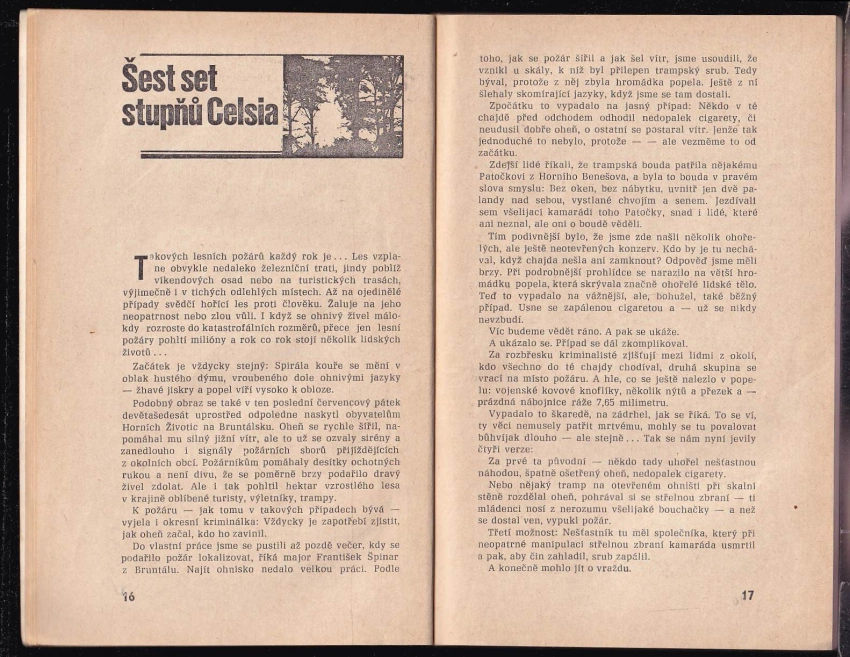 Šest set
stupňů Celsia
Takových lesních požárů každý rok je... Les vzpla-
ne obvykle nedaleko železniční trati, jindy poblíž
víkendových osad nebo na turistických trasách,
výjimečně i v tichých odlehlých místech. Až na ojedinělé
případy svědčí hořící les proti člověku. Žaluje na jeho
neopatrnost nebo zlou vůli. I když se ohnivý živel málo-
kdy rozroste do katastrofálních rozměrů, přece jen lesní
požáry pohltí milióny a rok co rok stojí několik lidských
životů...
Začátek je vždycky stejný: Spirála kouře se mění v
oblak hustého dýmu, vroubeného dole ohnivými jazyky
— žhavé jiskry a popel víří vysoko k obloze.
Podobný obraz se také v ten poslední červencový pátek
devětašedesát uprostřed odpoledne naskytl obyvatelům
Horních Životic na Bruntálsku. Oheň se rychle šířil, na-
pomáhal mu silný jižní vítr, ale to už se ozvaly sirény a
zanedlouho i signály požárních sborů přijíždějících
z okolních obcí. Požárníkům pomáhaly desítky ochotných
rukou a není divu, že se poměrně brzy podařilo dravý
živel zdolat. Ale i tak pohltil hektar vzrostlého lesa
v krajině oblíbené turisty, výletníky, trampy.
K požáru — jak tomu v takových případech bývá —
vyjela i okresní kriminálka: Vždycky je zapotřebí zjistit,
jak oheň začal, kdo ho zavinil.
Do vlastní práce jsme se pustili až pozdě večer, kdy se
podařilo požár lokalizovat, říká major František Špinar
z Bruntálu. Najít ohnisko nedalo velkou práci. Podle
16
toho, jak se požár šířil a jak šel vítr, jsme usoudili, že
vznikl u skály, k níž byl přilepen trampský srub. Tedy
býval, protože z něj zbyla hromádka popela. Ještě z ní
šlehaly skomírající jazyky, když jsme se tam dostali.
Zpočátku to vypadalo na jasný případ: Někdo v té
chajdě před odchodem odhodil nedopalek cigarety, či
neudusil dobře oheň, o ostatní se postaral vítr. Jenže tak
jednoduché to nebylo, protože — — ale vezměme to od
začátku.
Zdejší lidé říkali, že trampská bouda patřila nějakému
Patočkovi z Horního Benešova, a byla to bouda v pravém
slova smyslu: Bez oken, bez nábytku, uvnitř jen dvě pa-
landy nad sebou, vystlané chvojím a senem. Jezdívali
sem všelijací kamarádi toho Patočky, snad i lidé, které
ani neznal, ale oni o boudě věděli.
Tím podivnější bylo, že jsme zde našli několik ohoře-
lých, ale ještě neotevřených konzerv. Kdo by je tu nechá-
val, když chajda nešla ani zamknout? Odpověď jsme měli
brzy. Při podrobnější prohlídce se narazilo na větší hro-
mádku popela, která skrývala značně ohořelé lidské tělo.
Teď to vypadalo na vážnější, ale, bohužel, také běžný
případ. Usne se zapálenou cigaretou a — už se nikdy
nevzbudí.
Víc budeme vědět ráno. A pak se ukáže.
A ukázalo se. Případ se dál zkomplikoval.
Za rozbřesku kriminalisté zjišťují mezi lidmi z okolí,
kdo všechno do té chajdy chodíval, druhá skupina se
vrací na místo požáru. A hle, co se ještě nalezlo v pope-
lu: vojenské kovové knoflíky, několik nýtů a přezek a —
prázdná nábojnice ráže 7,65 milimetru.
Vypadalo to škaredě, na zádrhel, jak se říká. To se ví,
ty věci nemusely patřit mrtvému, mohly se tu povalovat
bůhvíjak dlouho — ale stejně... Tak se nám nyní jevily
čtyři verze:
Za prvé ta původní — někdo tady uhořel nešťastnou
náhodou, špatně ošetřený oheň, nedopalek cigarety.
Nebo nějaký tramp na otevřeném ohništi při skalní
stěně rozdělal oheň, pohrával si se střelnou zbraní — ti
mládenci nosí z nerozumu všelijaké bouchačky — a než
se dostal ven, vypukl požár.
Třetí možnost: Nešťastník tu měl společníka, který při
neopatrné manipulaci střelnou zbraní kamaráda usmrtil
a pak, aby čin zahladil, srub zapálil.
A konečně mohlo jít o vraždu.
17